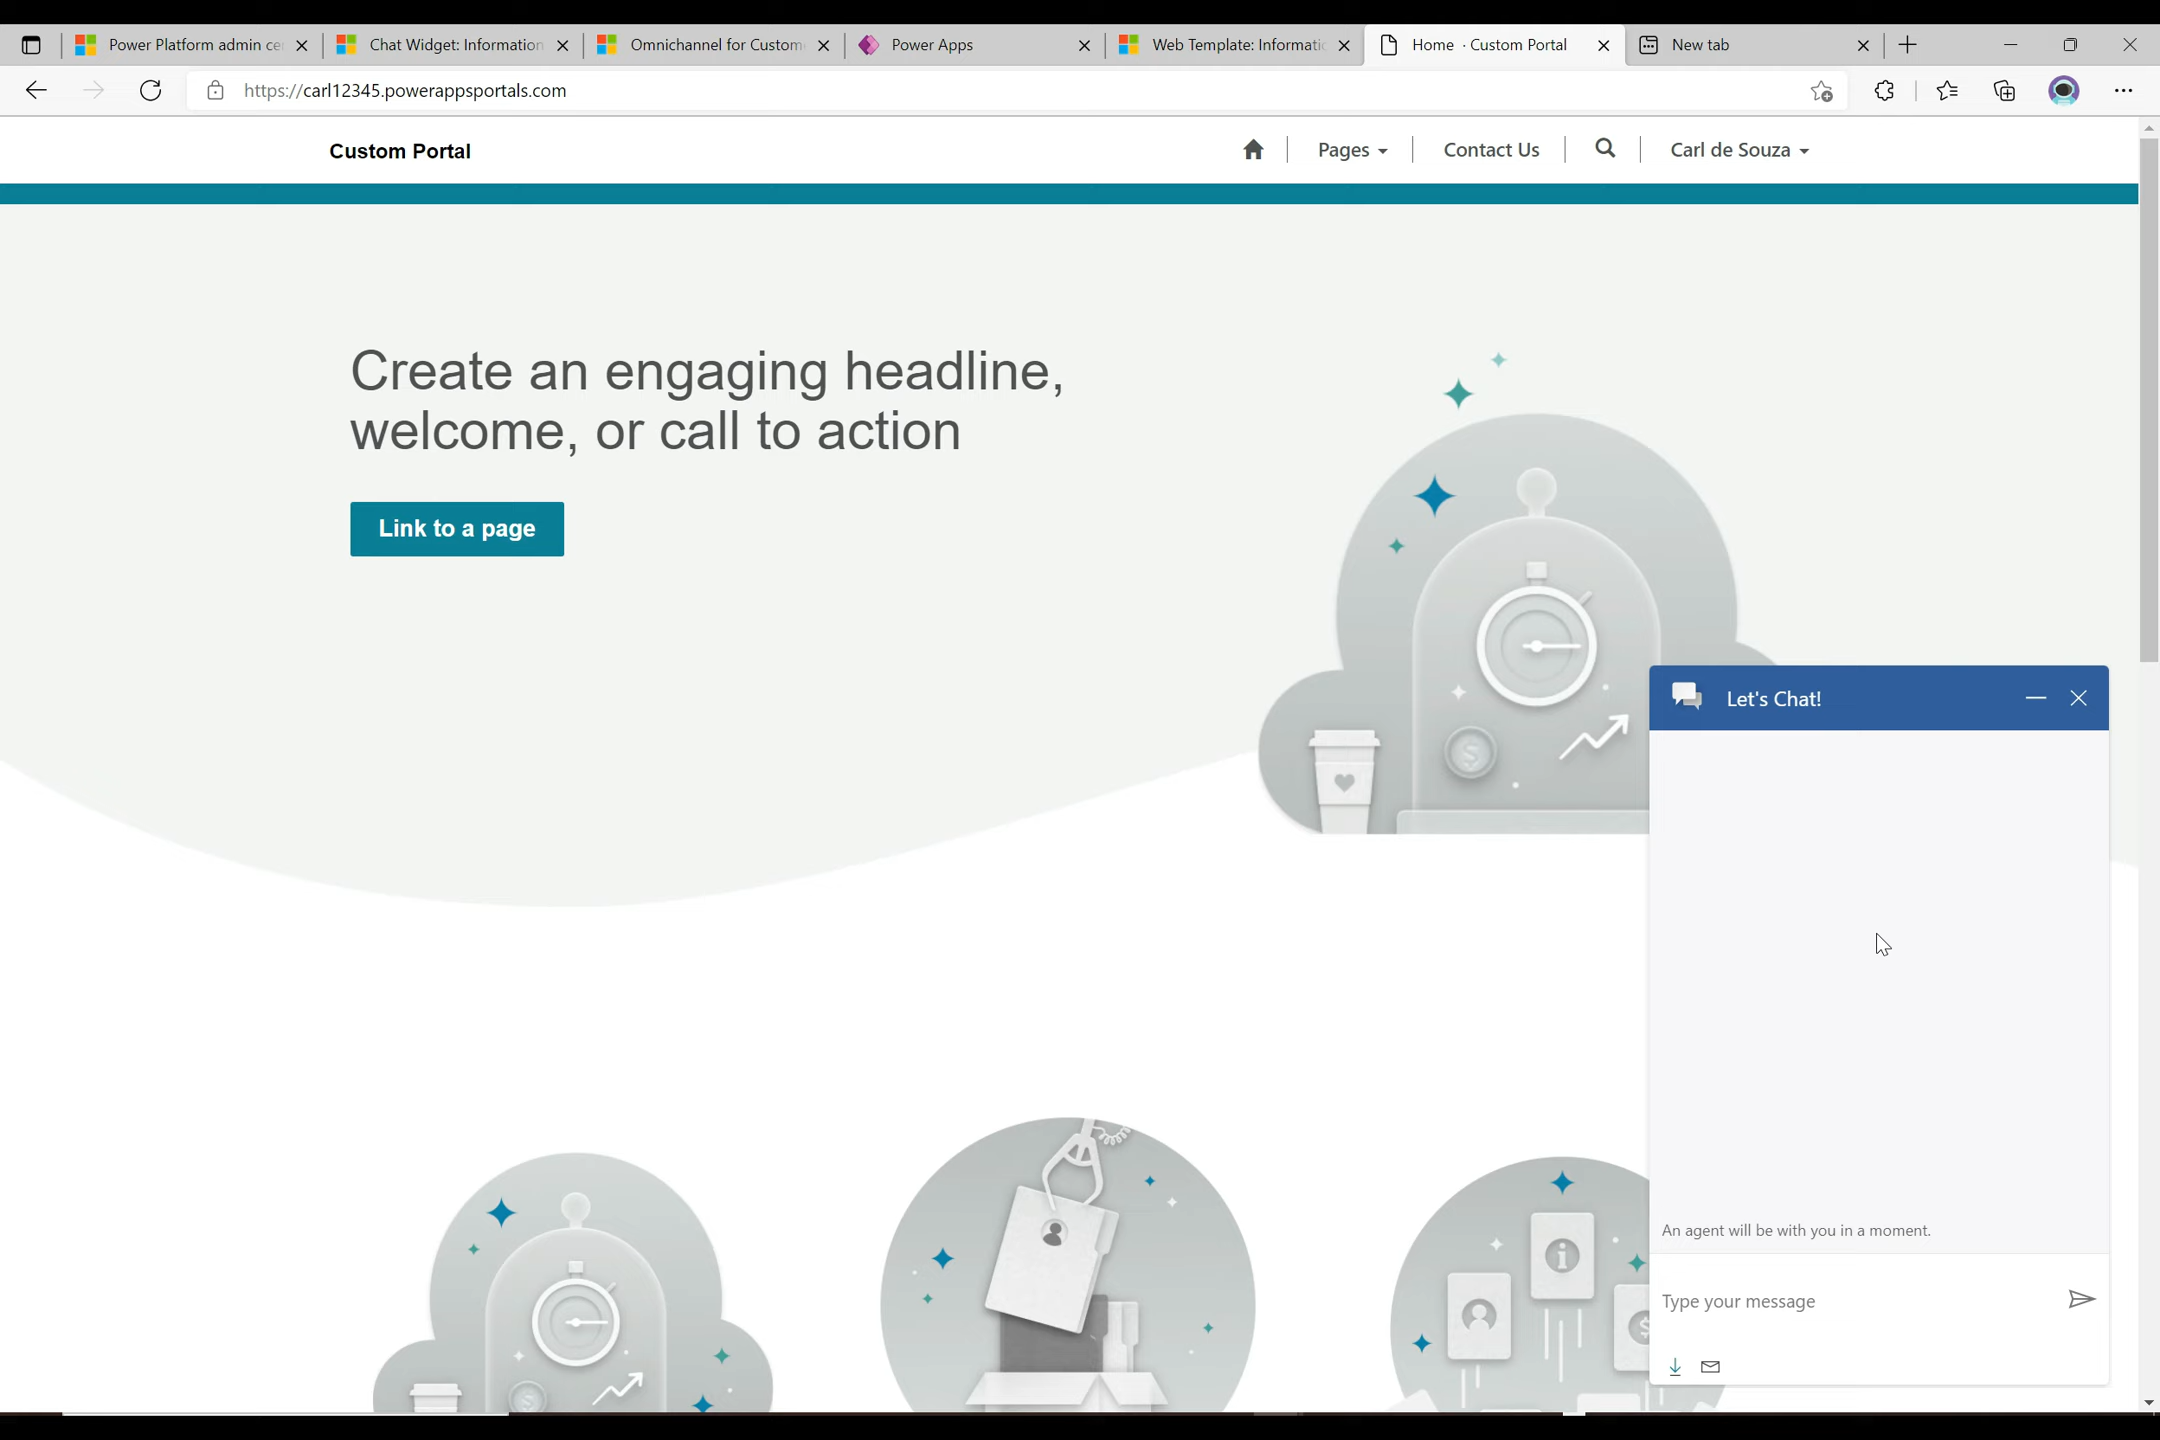 Power Platform admin ce
Chat Widget: Information
Omnichannel for Custom
Power Apps
Web Template: Informatic
Home · Custom Portal
New tab
https://carl12345.powerappsportals.com
Custom Portal
Pages
Contact Us
Carl de Souza
Create an engaging headline,
welcome, or call to action
Link to a page
Let's Chat!
An agent will be with you in a moment.
Type your message